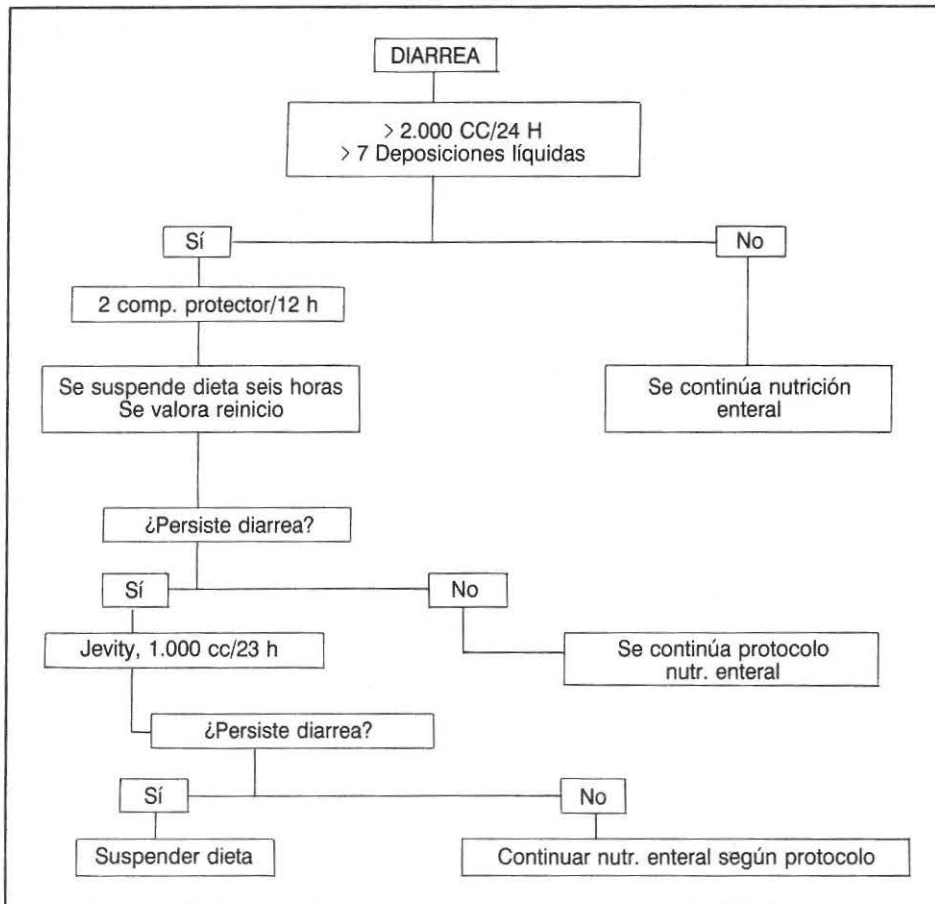 DIARREA
> 2.000 CC/24 H
> 7 Deposiciones líquidas
Sí
No
2 comp. protector/12 h
Se suspende dieta seis horas
Se valora reinicio
Se continúa nutrición
enteral
¿Persiste diarrea?
Sí
No
Jevity, 1.000 cc/23 h
Se continúa protocolo
nutr. enteral
¿Persiste diarrea?
Sí
No
Suspender dieta
Continuar nutr. enteral según protocolo